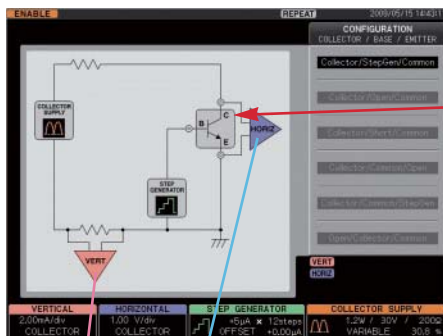 ENABLE REPEAT 2009/05/15 14:43:11
CONFIGURATION
COLLECTOR / BASE / EMITTER
Collector/StepGen/Common
Collector/Open/Common
Collector/Short/Common
Collector/Common/Open
Collector/Common/StepGen
Open/Collector/Common
COLLECTOR
SUPPLY
C
B
E
HORIZ
STEP
GENERATOR
VERT
VERT
HORIZ
VERTICAL
2.00mA/div
COLLECTOR
HORIZONTAL
1.00 V/div
COLLECTOR
STEP GENERATOR
+5µA × 12steps
OFFSET +0.00µA
COLLECTOR SUPPLY
1.2W / 30V / 200Ω
VARIABLE 30.8 %